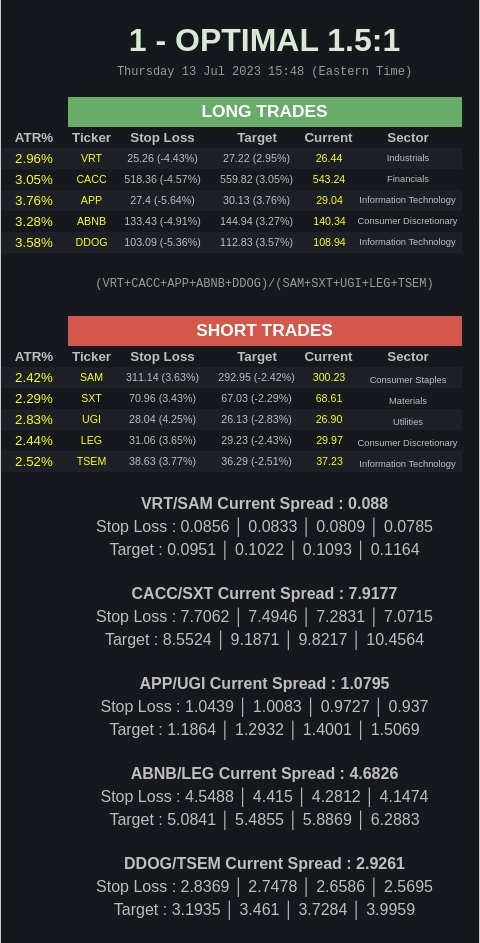 1 - OPTIMAL 1.5:1
Thursday 13 Jul 2023 15:48 (Eastern Time)
LONG TRADES
ATR% Ticker Stop Loss Target Current Sector
2.96% VRT 25.26 (-4.43%) 27.22 (2.95%) 26.44 Industrials
3.05% CACC 518.36 (-4.57%) 559.82 (3.05%) 543.24 Financials
3.76% APP 27.4 (-5.64%) 30.13 (3.76%) 29.04 Information Technology
3.28% ABNB 133.43 (-4.91%) 144.94 (3.27%) 140.34 Consumer Discretionary
3.58% DDOG 103.09 (-5.36%) 112.83 (3.57%) 108.94 Information Technology
(VRT+CACC+APP+ABNB+DDOG)/(SAM+SXT+UGI+LEG+TSEM)
SHORT TRADES
ATR% Ticker Stop Loss Target Current Sector
2.42% SAM 311.14 (3.63%) 292.95 (-2.42%) 300.23 Consumer Staples
2.29% SXT 70.96 (3.43%) 67.03 (-2.29%) 68.61 Materials
2.83% UGI 28.04 (4.25%) 26.13 (-2.83%) 26.90 Utilities
2.44% LEG 31.06 (3.65%) 29.23 (-2.43%) 29.97 Consumer Discretionary
2.52% TSEM 38.63 (3.77%) 36.29 (-2.51%) 37.23 Information Technology
VRT/SAM Current Spread : 0.088
Stop Loss : 0.0856 │ 0.0833 │ 0.0809 │ 0.0785
Target : 0.0951 │ 0.1022 │ 0.1093 │ 0.1164
CACC/SXT Current Spread : 7.9177
Stop Loss : 7.7062 │ 7.4946 │ 7.2831 │ 7.0715
Target : 8.5524 │ 9.1871 │ 9.8217 │ 10.4564
APP/UGI Current Spread : 1.0795
Stop Loss : 1.0439 │ 1.0083 │ 0.9727 │ 0.937
Target : 1.1864 │ 1.2932 │ 1.4001 │ 1.5069
ABNB/LEG Current Spread : 4.6826
Stop Loss : 4.5488 │ 4.415 │ 4.2812 │ 4.1474
Target : 5.0841 │ 5.4855 │ 5.8869 │ 6.2883
DDOG/TSEM Current Spread : 2.9261
Stop Loss : 2.8369 │ 2.7478 │ 2.6586 │ 2.5695
Target : 3.1935 │ 3.461 │ 3.7284 │ 3.9959